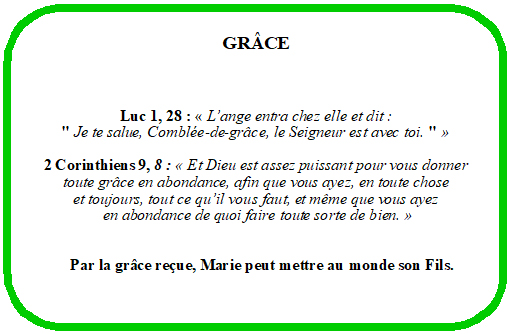 GRÂCE
Luc 1, 28 : « L’ange entra chez elle et dit :
" Je te salue, Comblée-de-grâce, le Seigneur est avec toi. " »
2 Corinthiens 9, 8 : « Et Dieu est assez puissant pour vous donner
toute grâce en abondance, afin que vous ayez, en toute chose
et toujours, tout ce qu’il vous faut, et même que vous ayez
en abondance de quoi faire toute sorte de bien. »
Par la grâce reçue, Marie peut mettre au monde son Fils.